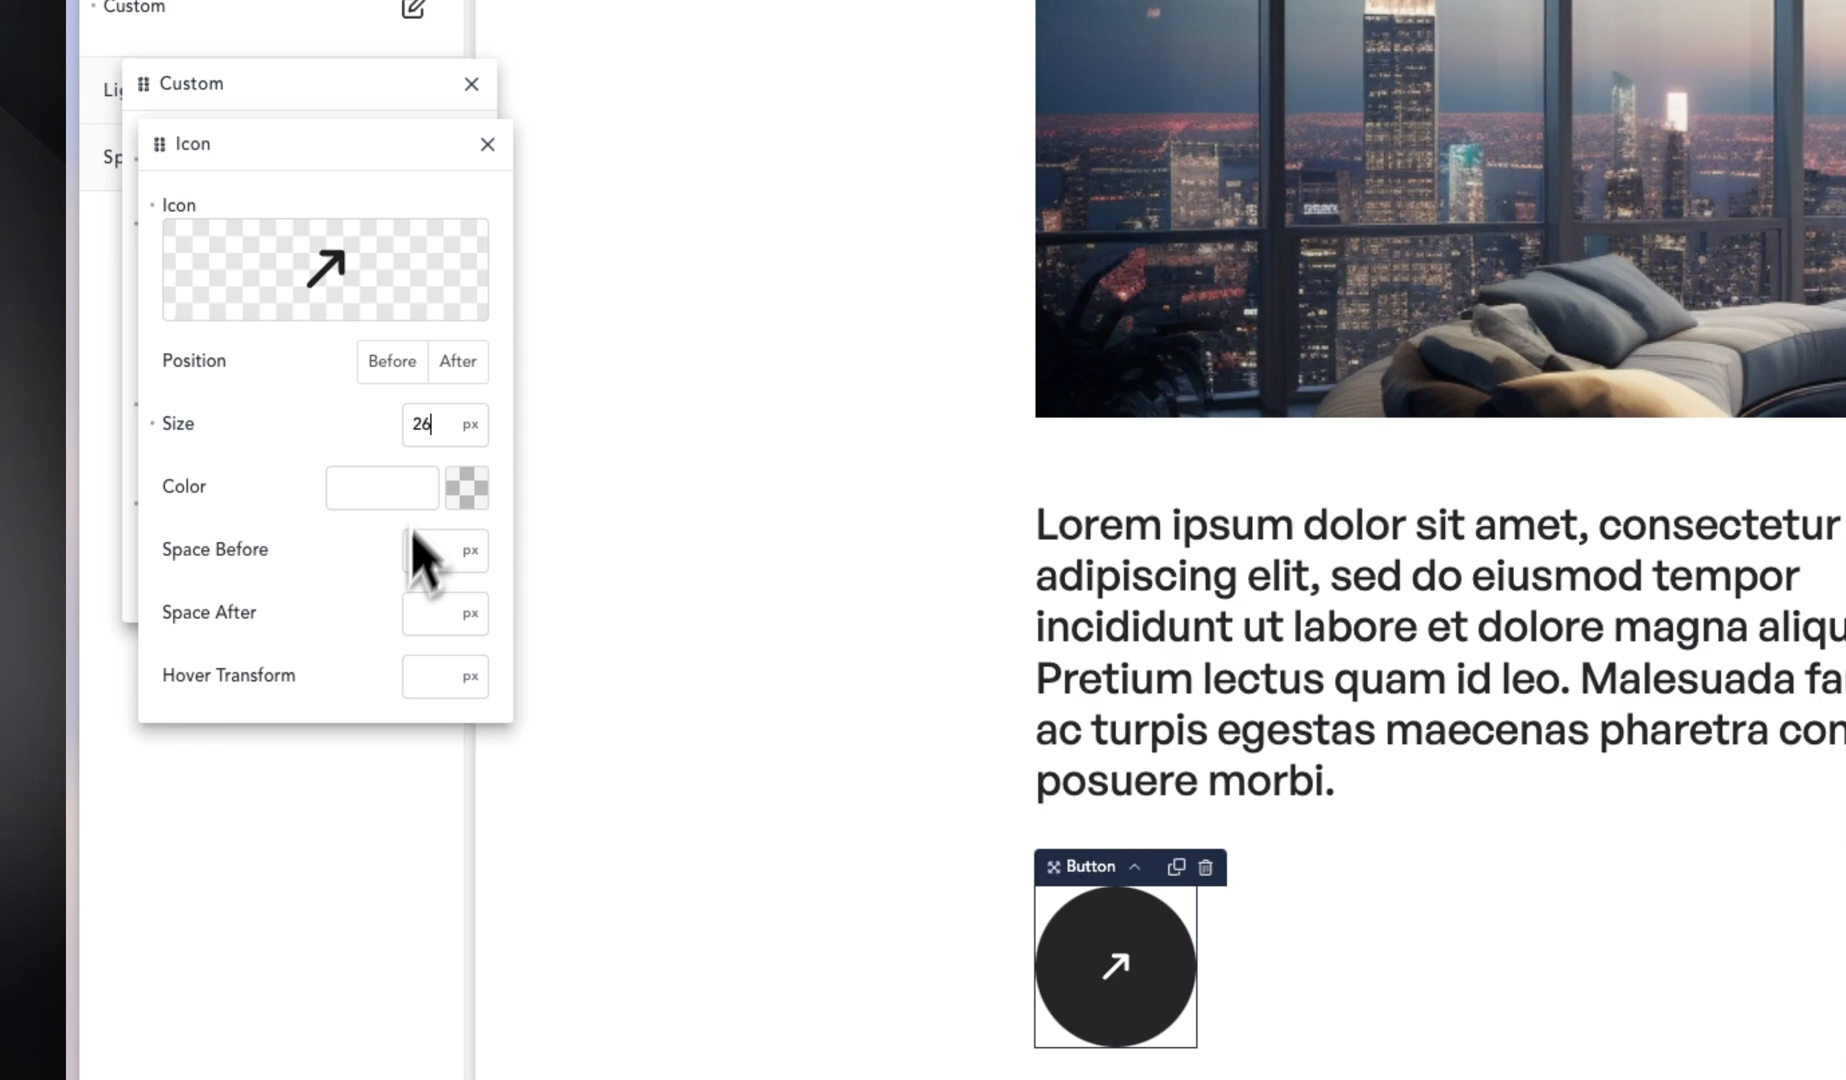 Custom
Lig
Sp
Custom
Icon
Icon
Position
Before
After
Size
26
px
Color
Space Before
px
Space After
px
Hover Transform
px
Lorem ipsum dolor sit amet, consectetur
adipiscing elit, sed do eiusmod tempor
incididunt ut labore et dolore magna aliqu
Pretium lectus quam id leo. Malesuada fa
ac turpis egestas maecenas pharetra con
posuere morbi.
Button